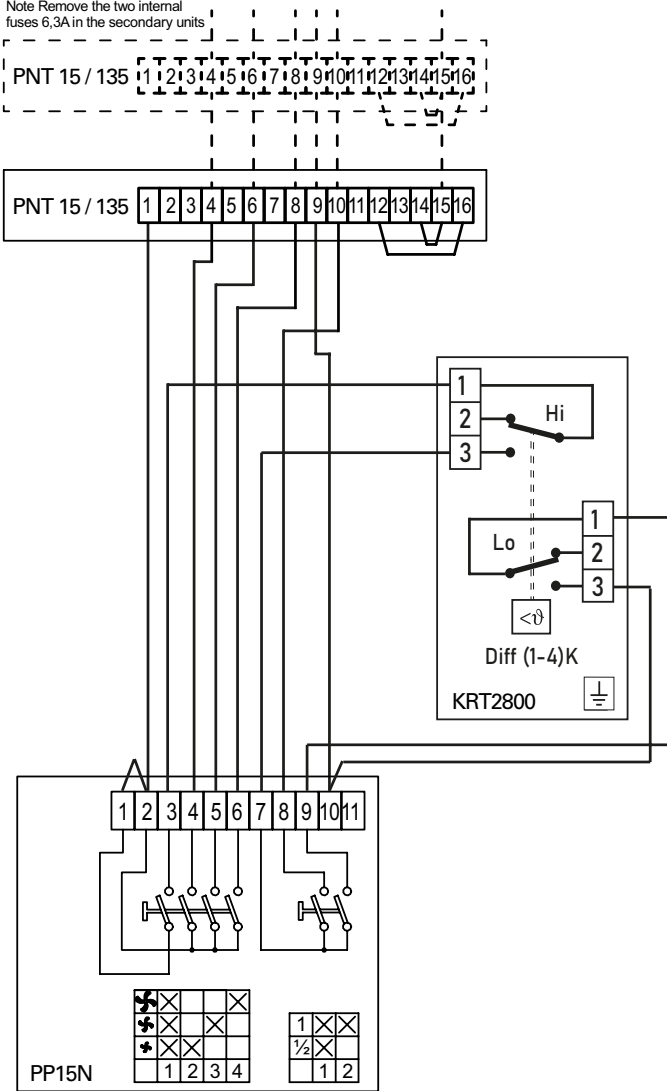 Note Remove the two internal
fuses 6,3A in the secondary units
PNT 15 / 135 1 2 3 4 5 6 7 8 9 10 11 12 13 14 15 16
PNT 15 / 135 1 2 3 4 5 6 7 8 9 10 11 12 13 14 15 16
1
2 Hi
3
1
Lo 2
3
<ϑ
Diff (1-4)K
KRT2800
1 2 3 4 5 6 7 8 9 10 11
1
½
1 2 3 4 1 2
PP15N